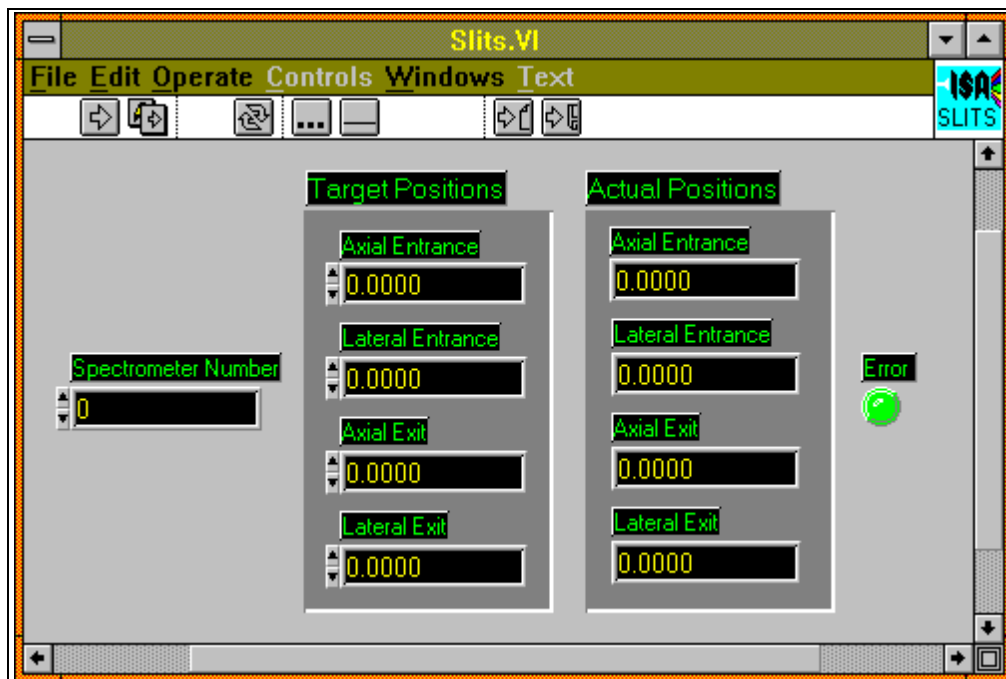 Slits.VI
File Edit Operate Controls Windows Text
ISA
SLITS
Target Positions
Axial Entrance
0.0000
Lateral Entrance
0.0000
Axial Exit
0.0000
Lateral Exit
0.0000
Actual Positions
Axial Entrance
0.0000
Lateral Entrance
0.0000
Axial Exit
0.0000
Lateral Exit
0.0000
Spectrometer Number
0
Error